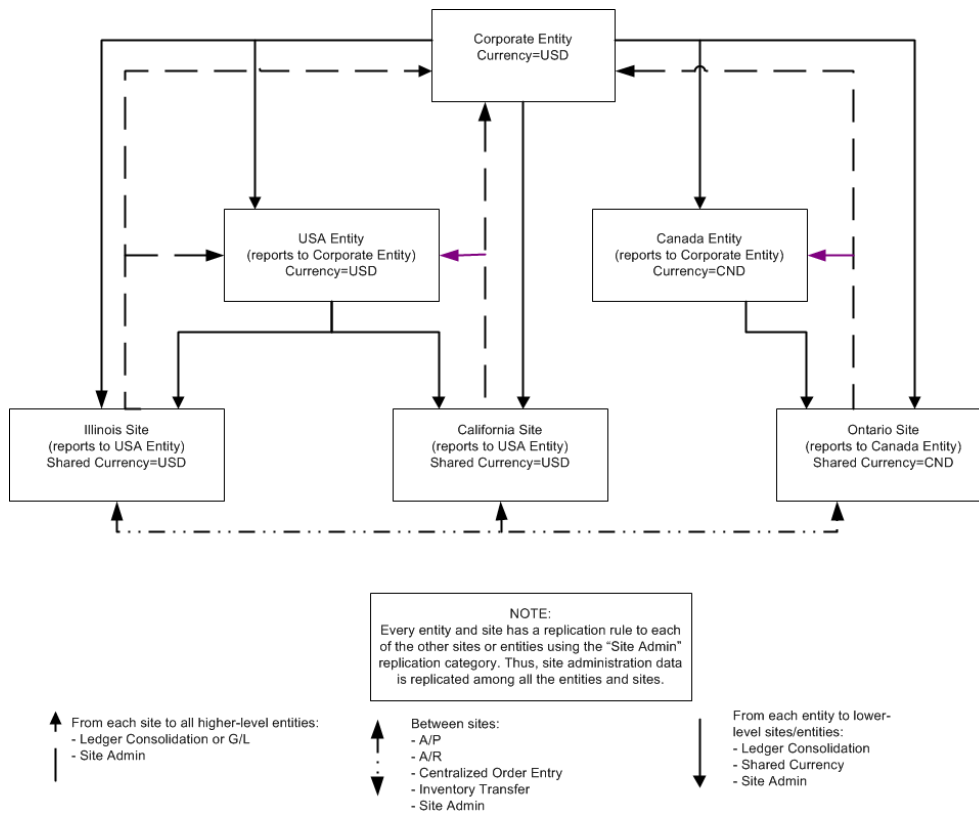 Corporate Entity
Currency=USD
USA Entity
(reports to Corporate Entity)
Currency=USD
Canada Entity
(reports to Corporate Entity)
Currency=CND
Illinois Site
(reports to USA Entity)
Shared Currency=USD
California Site
(reports to USA Entity)
Shared Currency=USD
Ontario Site
(reports to Canada Entity)
Shared Currency=CND
NOTE:
Every entity and site has a replication rule to each
of the other sites or entities using the “Site Admin”
replication category. Thus, site administration data
is replicated among all the entities and sites.
From each site to all higher-level entities:
- Ledger Consolidation or G/L
- Site Admin
Between sites:
- A/P
- A/R
- Centralized Order Entry
- Inventory Transfer
- Site Admin
From each entity to lower-
level sites/entities:
- Ledger Consolidation
- Shared Currency
- Site Admin